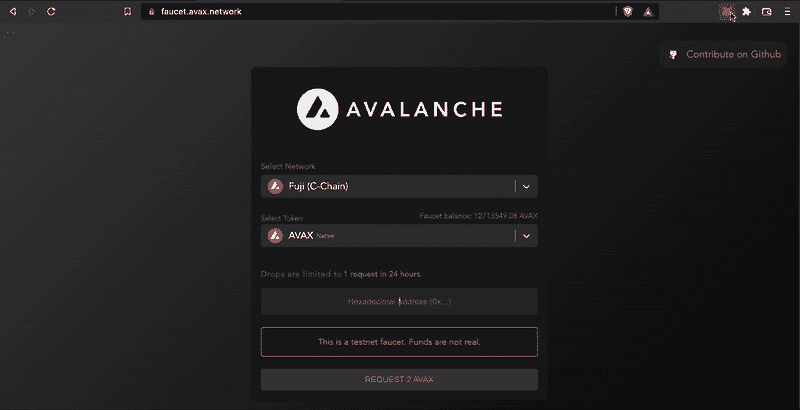 faucet.avax.network
Contribute on Github
AVALANCHE
Select Network
Fuji (C-Chain)
Select Token
Faucet balance: 12713549.06 AVAX
AVAX Native
Drops are limited to 1 request in 24 hours.
Hexadecimal Address (0x...)
This is a testnet faucet. Funds are not real.
REQUEST 2 AVAX